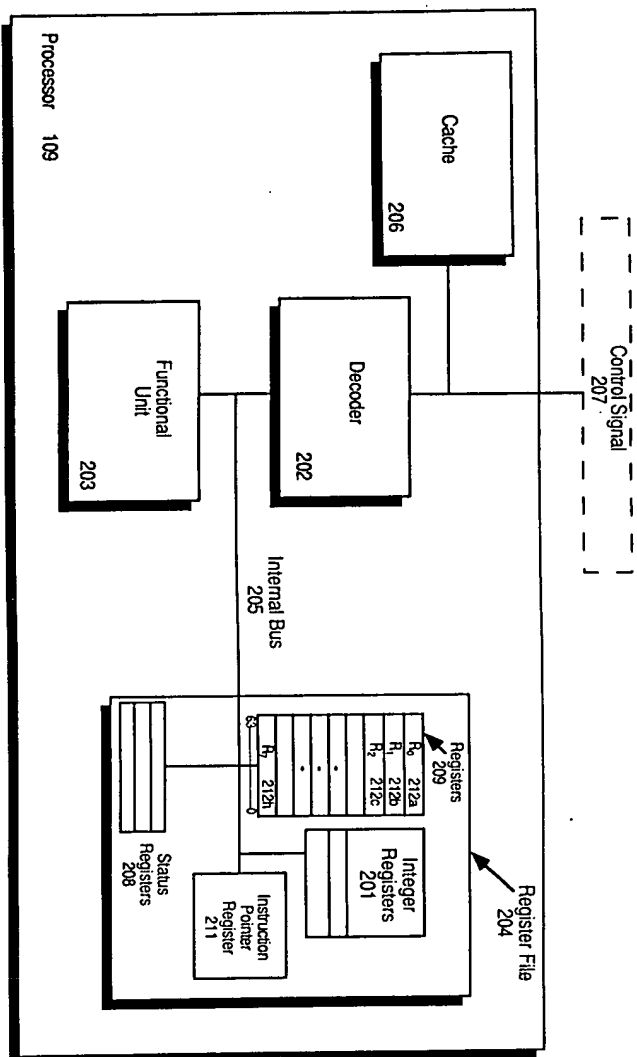 Control Signal
207
Processor 109
Cache
206
Decoder
202
Functional
Unit
203
Internal Bus
205
Register File
204
Registers
209
R0 212a
R1 212b
R2 212c
R7 212h
63 0
Integer
Registers
201
Instruction
Pointer
Register
211
Status
Registers
208